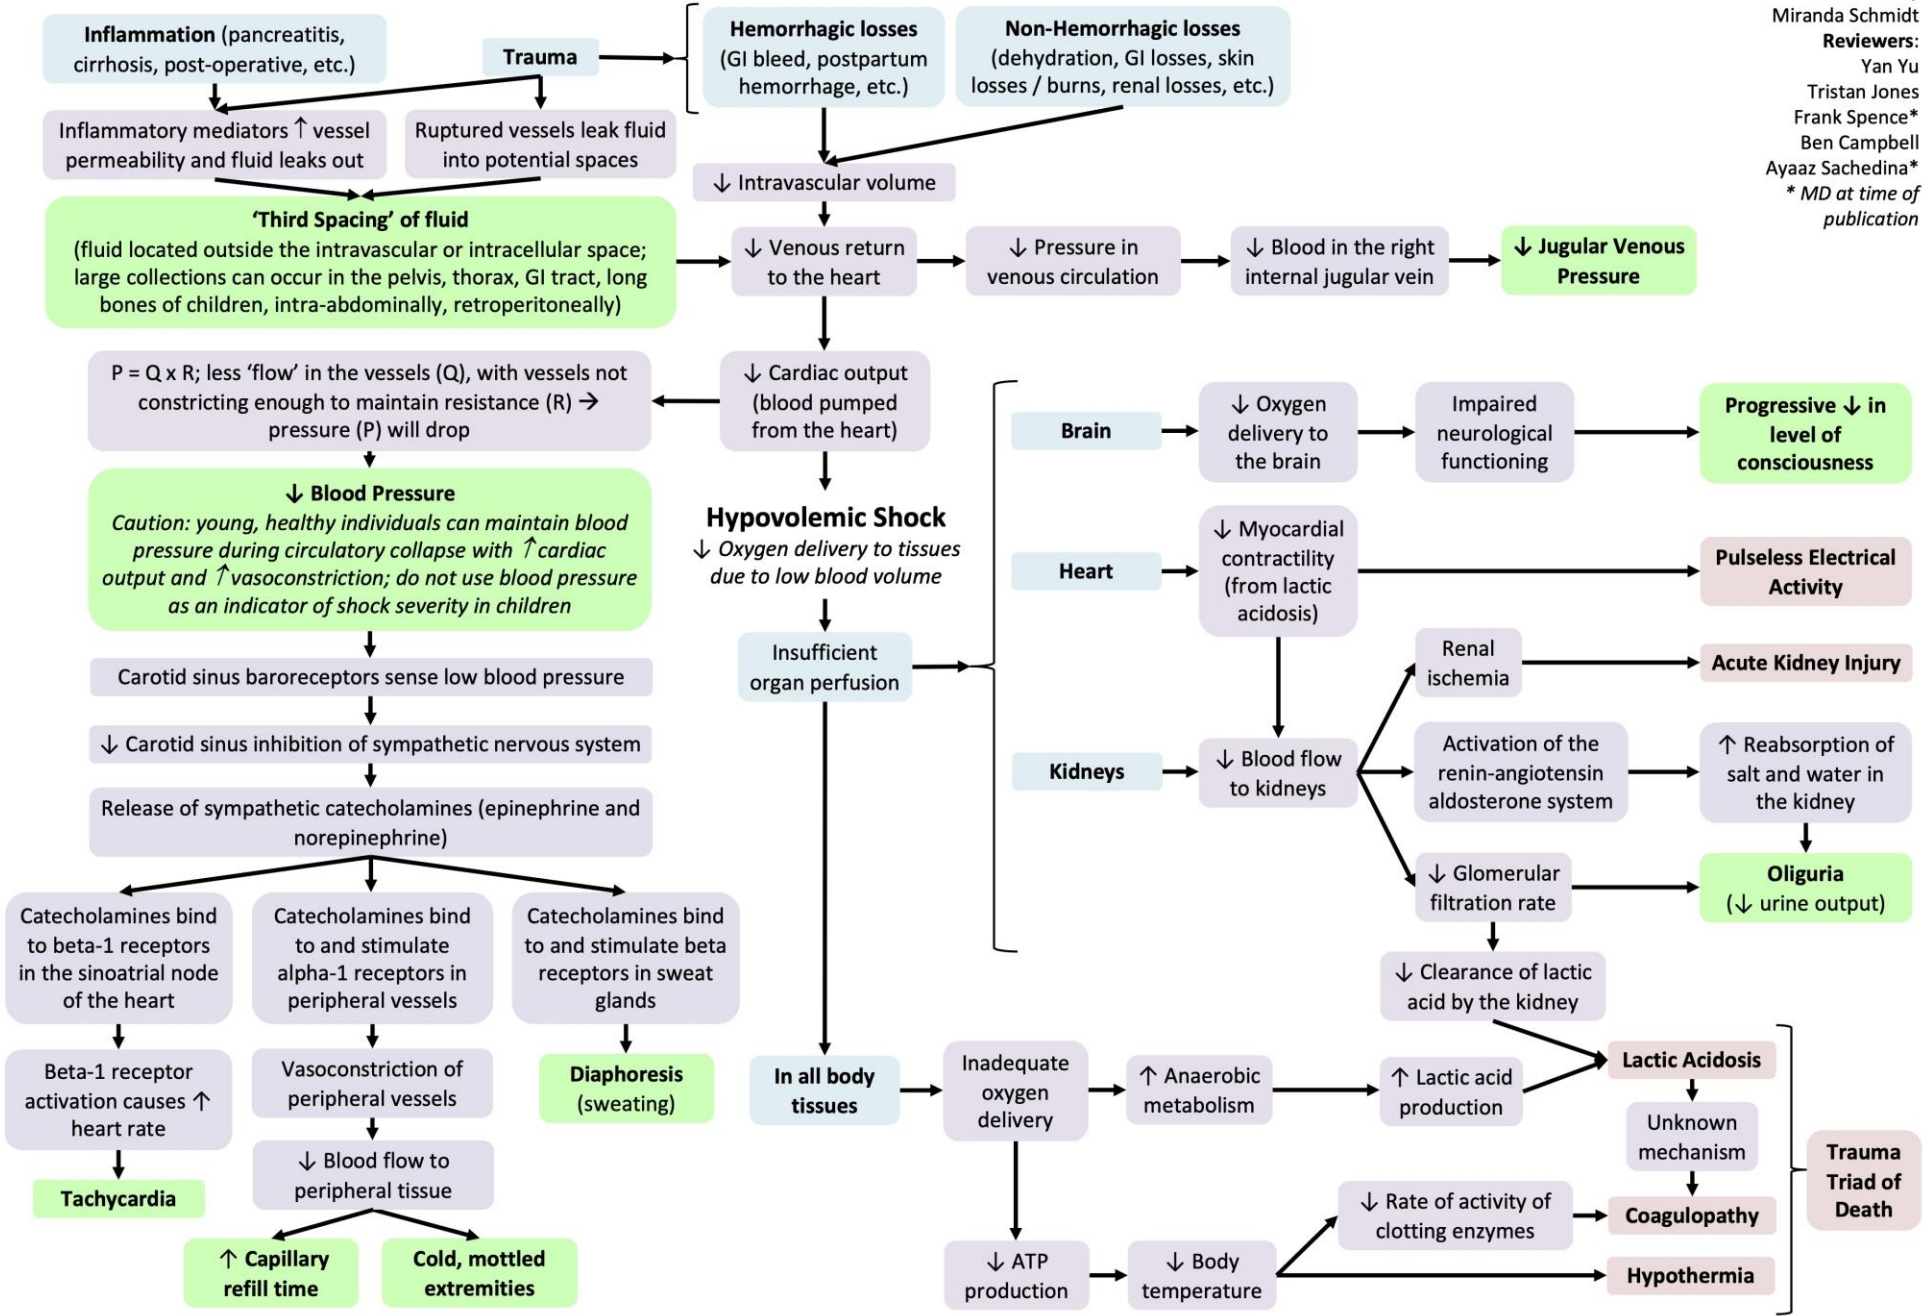 Miranda Schmidt
Reviewers:
Yan Yu
Tristan Jones
Frank Spence*
Ben Campbell
Ayaaz Sachedina*
* MD at time of
publication
Inflammation (pancreatitis,
cirrhosis, post-operative, etc.)
Trauma
Hemorrhagic losses
(GI bleed, postpartum
hemorrhage, etc.)
Non-Hemorrhagic losses
(dehydration, GI losses, skin
losses / burns, renal losses, etc.)
Inflammatory mediators ↑ vessel
permeability and fluid leaks out
Ruptured vessels leak fluid
into potential spaces
↓ Intravascular volume
‘Third Spacing’ of fluid
(fluid located outside the intravascular or intracellular space;
large collections can occur in the pelvis, thorax, GI tract, long
bones of children, intra-abdominally, retroperitoneally)
↓ Venous return
to the heart
↓ Pressure in
venous circulation
↓ Blood in the right
internal jugular vein
↓ Jugular Venous
Pressure
P = Q x R; less ‘flow’ in the vessels (Q), with vessels not
constricting enough to maintain resistance (R) →
pressure (P) will drop
↓ Cardiac output
(blood pumped
from the heart)
↓ Blood Pressure
Caution: young, healthy individuals can maintain blood
pressure during circulatory collapse with ↑ cardiac
output and ↑ vasoconstriction; do not use blood pressure
as an indicator of shock severity in children
Hypovolemic Shock
↓ Oxygen delivery to tissues
due to low blood volume
Insufficient
organ perfusion
Brain
↓ Oxygen
delivery to
the brain
Impaired
neurological
functioning
Progressive ↓ in
level of
consciousness
Heart
↓ Myocardial
contractility
(from lactic
acidosis)
Pulseless Electrical
Activity
Kidneys
↓ Blood flow
to kidneys
Renal
ischemia
Acute Kidney Injury
Activation of the
renin-angiotensin
aldosterone system
↑ Reabsorption of
salt and water in
the kidney
↓ Glomerular
filtration rate
Oliguria
(↓ urine output)
↓ Clearance of lactic
acid by the kidney
Carotid sinus baroreceptors sense low blood pressure
↓ Carotid sinus inhibition of sympathetic nervous system
Release of sympathetic catecholamines (epinephrine and
norepinephrine)
Catecholamines bind
to beta-1 receptors
in the sinoatrial node
of the heart
Catecholamines bind
to and stimulate
alpha-1 receptors in
peripheral vessels
Catecholamines bind
to and stimulate beta
receptors in sweat
glands
Beta-1 receptor
activation causes ↑
heart rate
Vasoconstriction of
peripheral vessels
Diaphoresis
(sweating)
Tachycardia
↓ Blood flow to
peripheral tissue
↑ Capillary
refill time
Cold, mottled
extremities
In all body
tissues
Inadequate
oxygen
delivery
↑ Anaerobic
metabolism
↑ Lactic acid
production
Lactic Acidosis
Unknown
mechanism
↓ ATP
production
↓ Body
temperature
↓ Rate of activity of
clotting enzymes
Coagulopathy
Hypothermia
Trauma
Triad of
Death